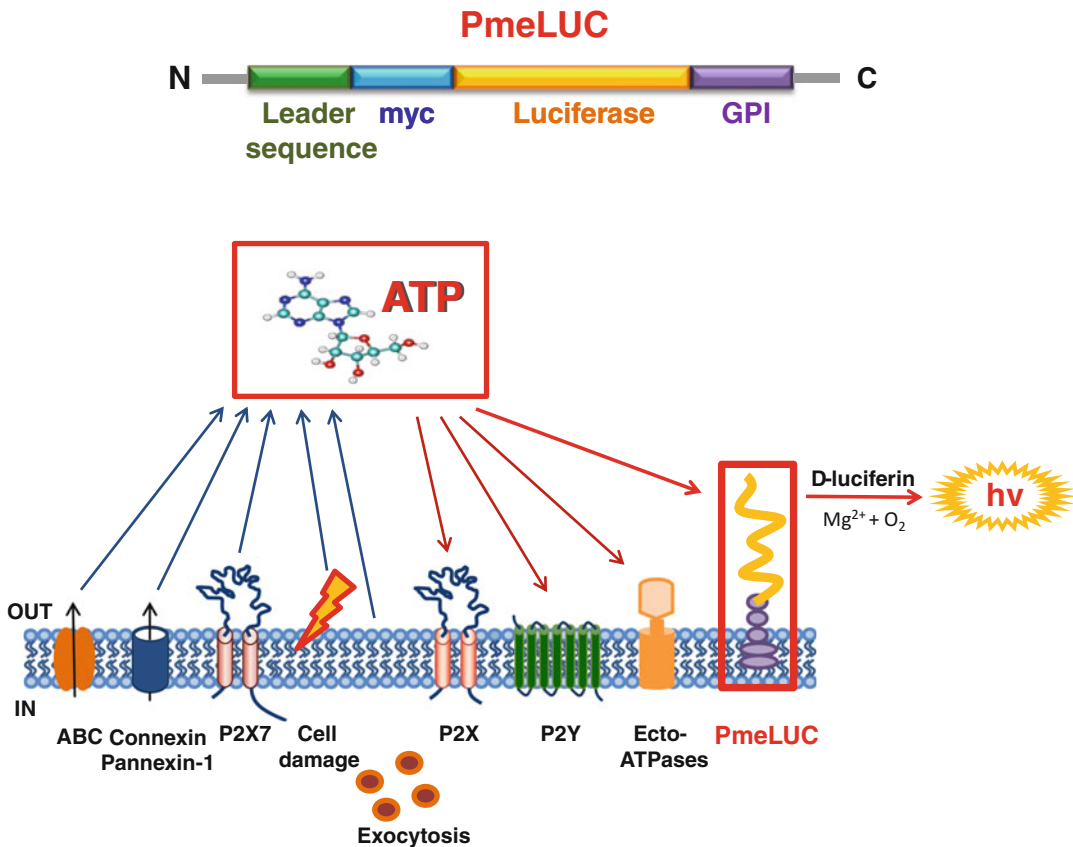 PmeLUC
N
C
Leader
sequence
myc
Luciferase
GPI
ATP
D-luciferin
Mg²⁺ + O₂
hv
OUT
IN
ABC
Connexin
Pannexin-1
P2X7
Cell
damage
Exocytosis
P2X
P2Y
Ecto-
ATPases
PmeLUC